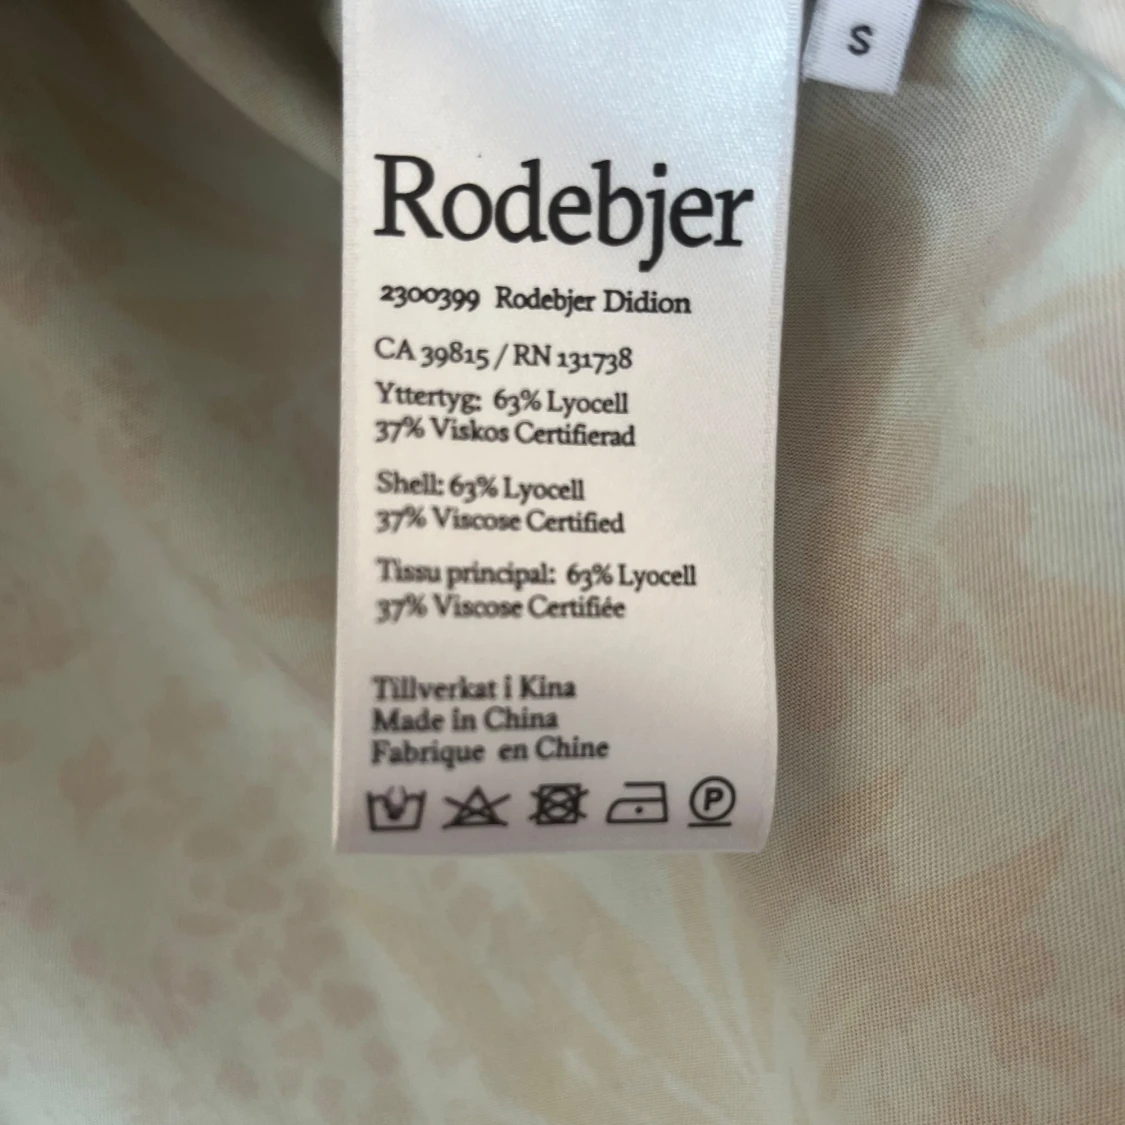 S
Rodebjer
2300399 Rodebjer Didion
CA 39815 / RN 131738
Yttertyg: 63% Lyocell
37% Viskos Certifierad
Shell: 63% Lyocell
37% Viscose Certified
Tissu principal: 63% Lyocell
37% Viscose Certifiée
Tillverkat i Kina
Made in China
Fabrique en Chine
P